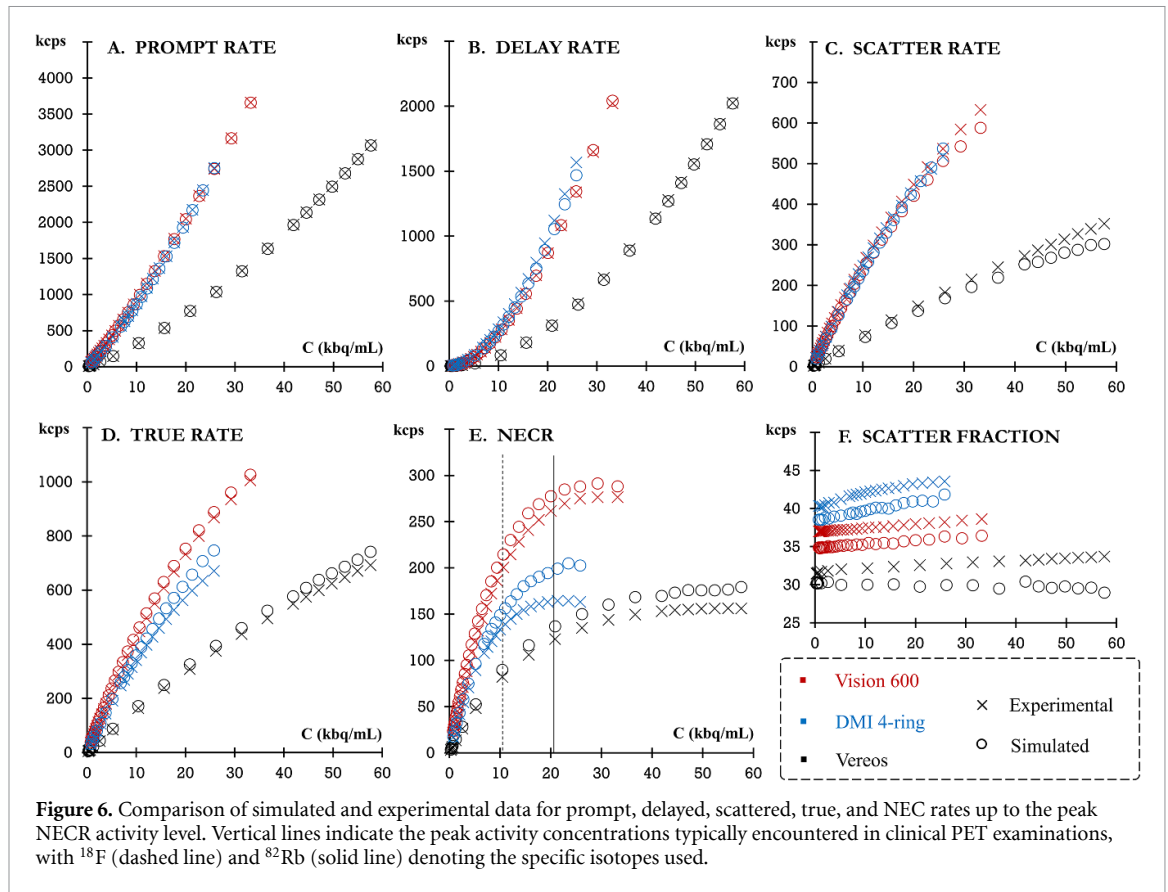 kcps
A. PROMPT RATE
4000
3500
3000
2500
2000
1500
1000
500
0
C (kbq/mL)
0 10 20 30 40 50 60
kcps
B. DELAY RATE
2000
1500
1000
500
0
C (kbq/mL)
0 10 20 30 40 50 60
kcps
C. SCATTER RATE
700
600
500
400
300
200
100
0
C (kbq/mL)
0 10 20 30 40 50 60
kcps
D. TRUE RATE
1000
800
600
400
200
0
C (kbq/mL)
0 10 20 30 40 50 60
kcps
E. NECR
300
250
200
150
100
50
0
C (kbq/mL)
0 10 20 30 40 50 60
kcps
F. SCATTER FRACTION
45
40
35
30
25
0 10 20 30 40 50 60
Vision 600
DMI 4-ring
Vereos
Experimental
Simulated
Figure 6. Comparison of simulated and experimental data for prompt, delayed, scattered, true, and NEC rates up to the peak
NECR activity level. Vertical lines indicate the peak activity concentrations typically encountered in clinical PET examinations,
with ¹⁸F (dashed line) and ⁸²Rb (solid line) denoting the specific isotopes used.